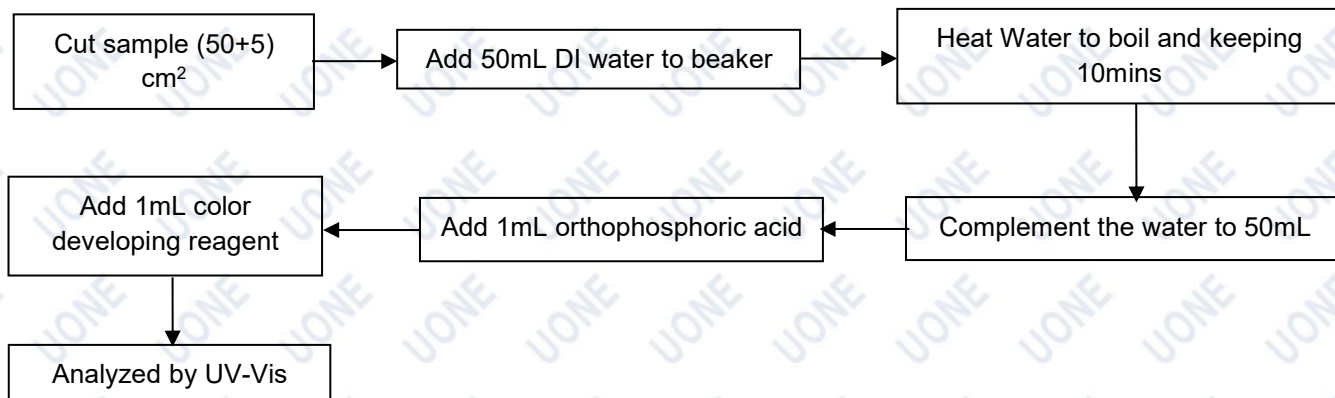 Cut sample (50+5)
cm²
Add 50mL DI water to beaker
Heat Water to boil and keeping
10mins
Complement the water to 50mL
Add 1mL orthophosphoric acid
Add 1mL color
developing reagent
Analyzed by UV-Vis
UONE